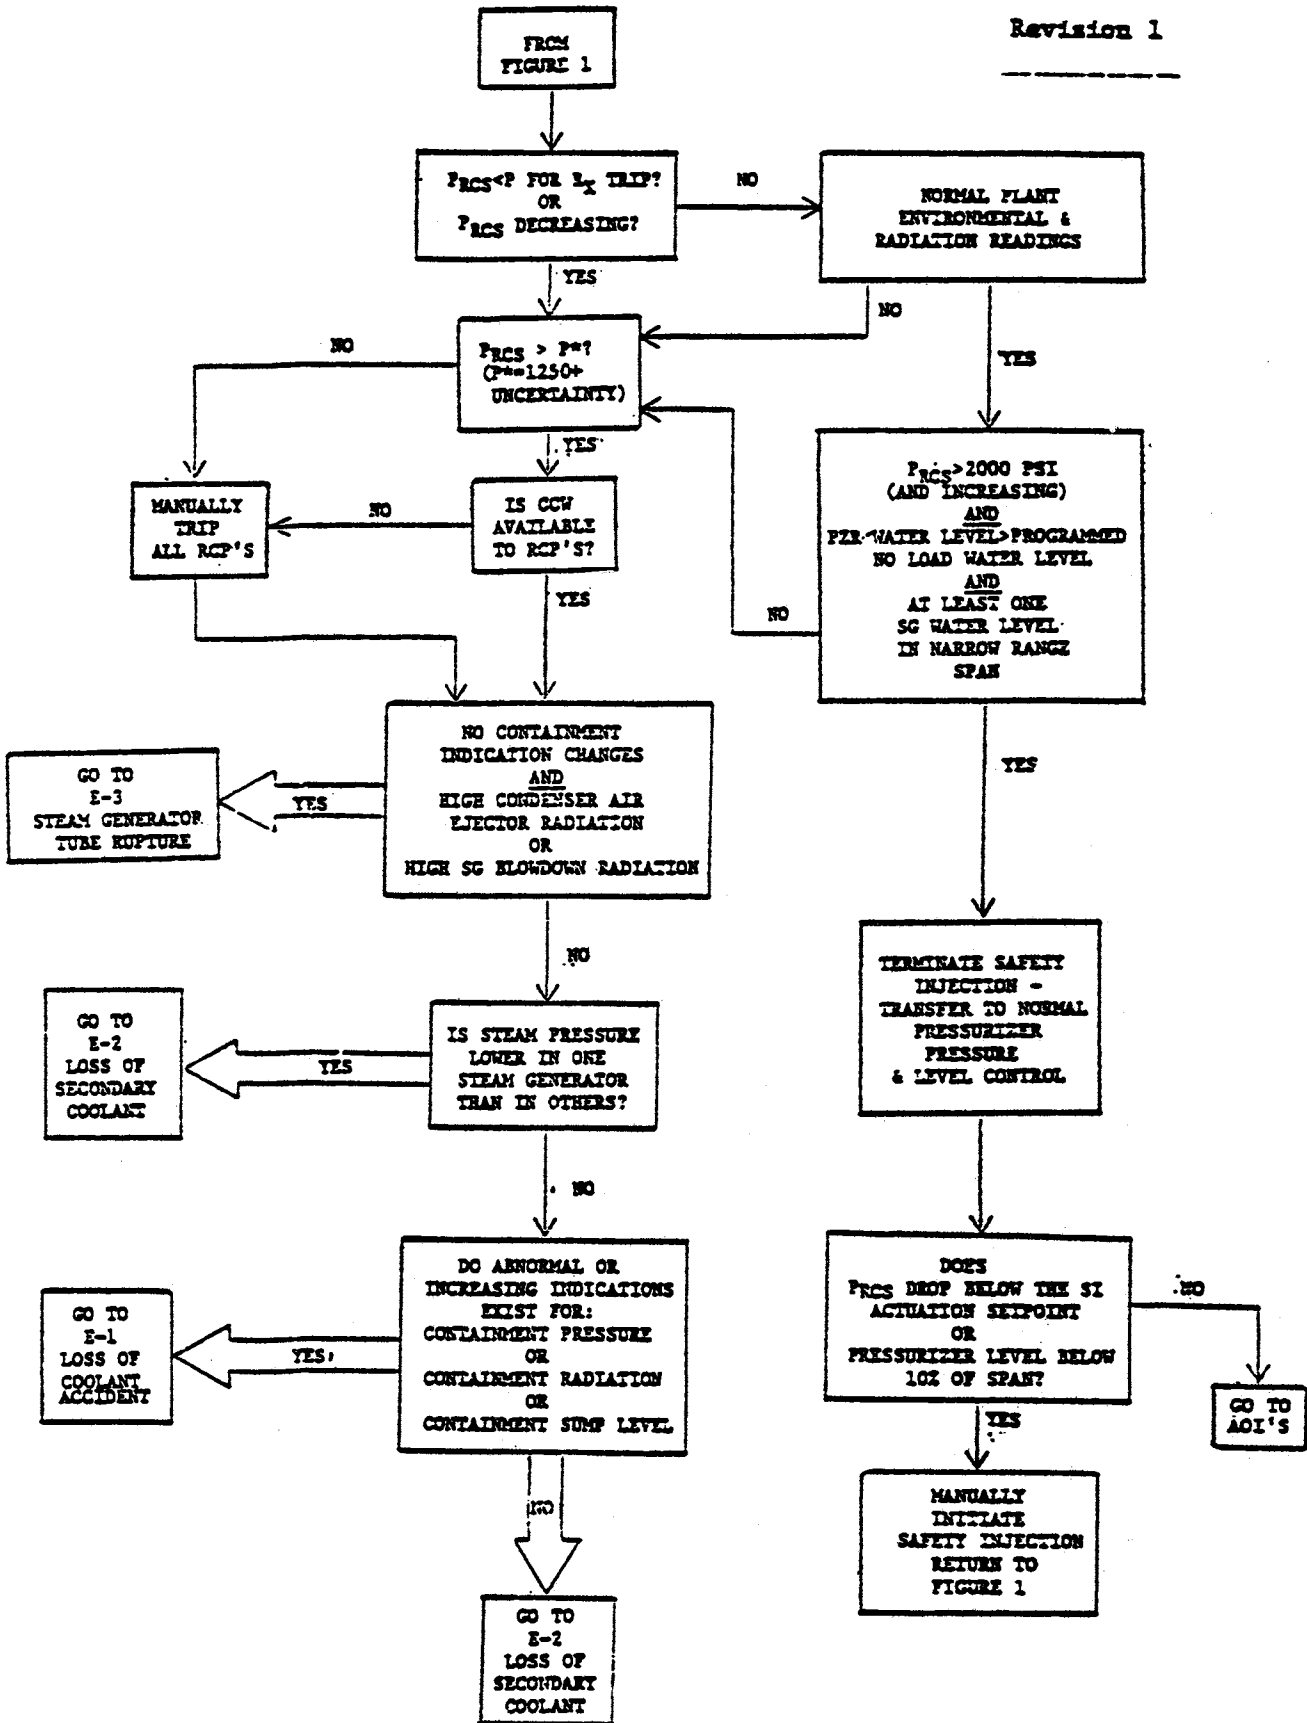 Revision 1
FROM
FIGURE 1
PRCS<P FOR RX TRIP?
OR
PRCS DECREASING?
NO
NORMAL PLANT
ENVIRONMENTAL &
RADIATION READINGS
YES
NO
YES
NO
PRCS > P*?
(P*=1250+
UNCERTAINTY)
YES
PRCS>2000 PSI
(AND INCREASING)
AND
PZR WATER LEVEL>PROGRAMMED
NO LOAD WATER LEVEL
AND
AT LEAST ONE
SG WATER LEVEL
IN NARROW RANGE
SPAN
NO
YES
MANUALLY
TRIP
ALL RCP'S
NO
IS CCW
AVAILABLE
TO RCP'S?
YES
NO CONTAINMENT
INDICATION CHANGES
AND
HIGH CONDENSER AIR
EJECTOR RADIATION
OR
HIGH SG BLOWDOWN RADIATION
YES
GO TO
E-3
STEAM GENERATOR
TUBE RUPTURE
NO
TERMINATE SAFETY
INJECTION -
TRANSFER TO NORMAL
PRESSURIZER
PRESSURE
& LEVEL CONTROL
IS STEAM PRESSURE
LOWER IN ONE
STEAM GENERATOR
THAN IN OTHERS?
YES
GO TO
E-2
LOSS OF
SECONDARY
COOLANT
NO
DO ABNORMAL OR
INCREASING INDICATIONS
EXIST FOR:
CONTAINMENT PRESSURE
OR
CONTAINMENT RADIATION
OR
CONTAINMENT SUMP LEVEL
YES
GO TO
E-1
LOSS OF
COOLANT
ACCIDENT
DOES
PRCS DROP BELOW THE SI
ACTUATION SETPOINT
OR
PRESSURIZER LEVEL BELOW
10% OF SPAN?
NO
GO TO
AOI'S
YES
MANUALLY
INITIATE
SAFETY INJECTION
RETURN TO
FIGURE 1
NO
GO TO
E-2
LOSS OF
SECONDARY
COOLANT